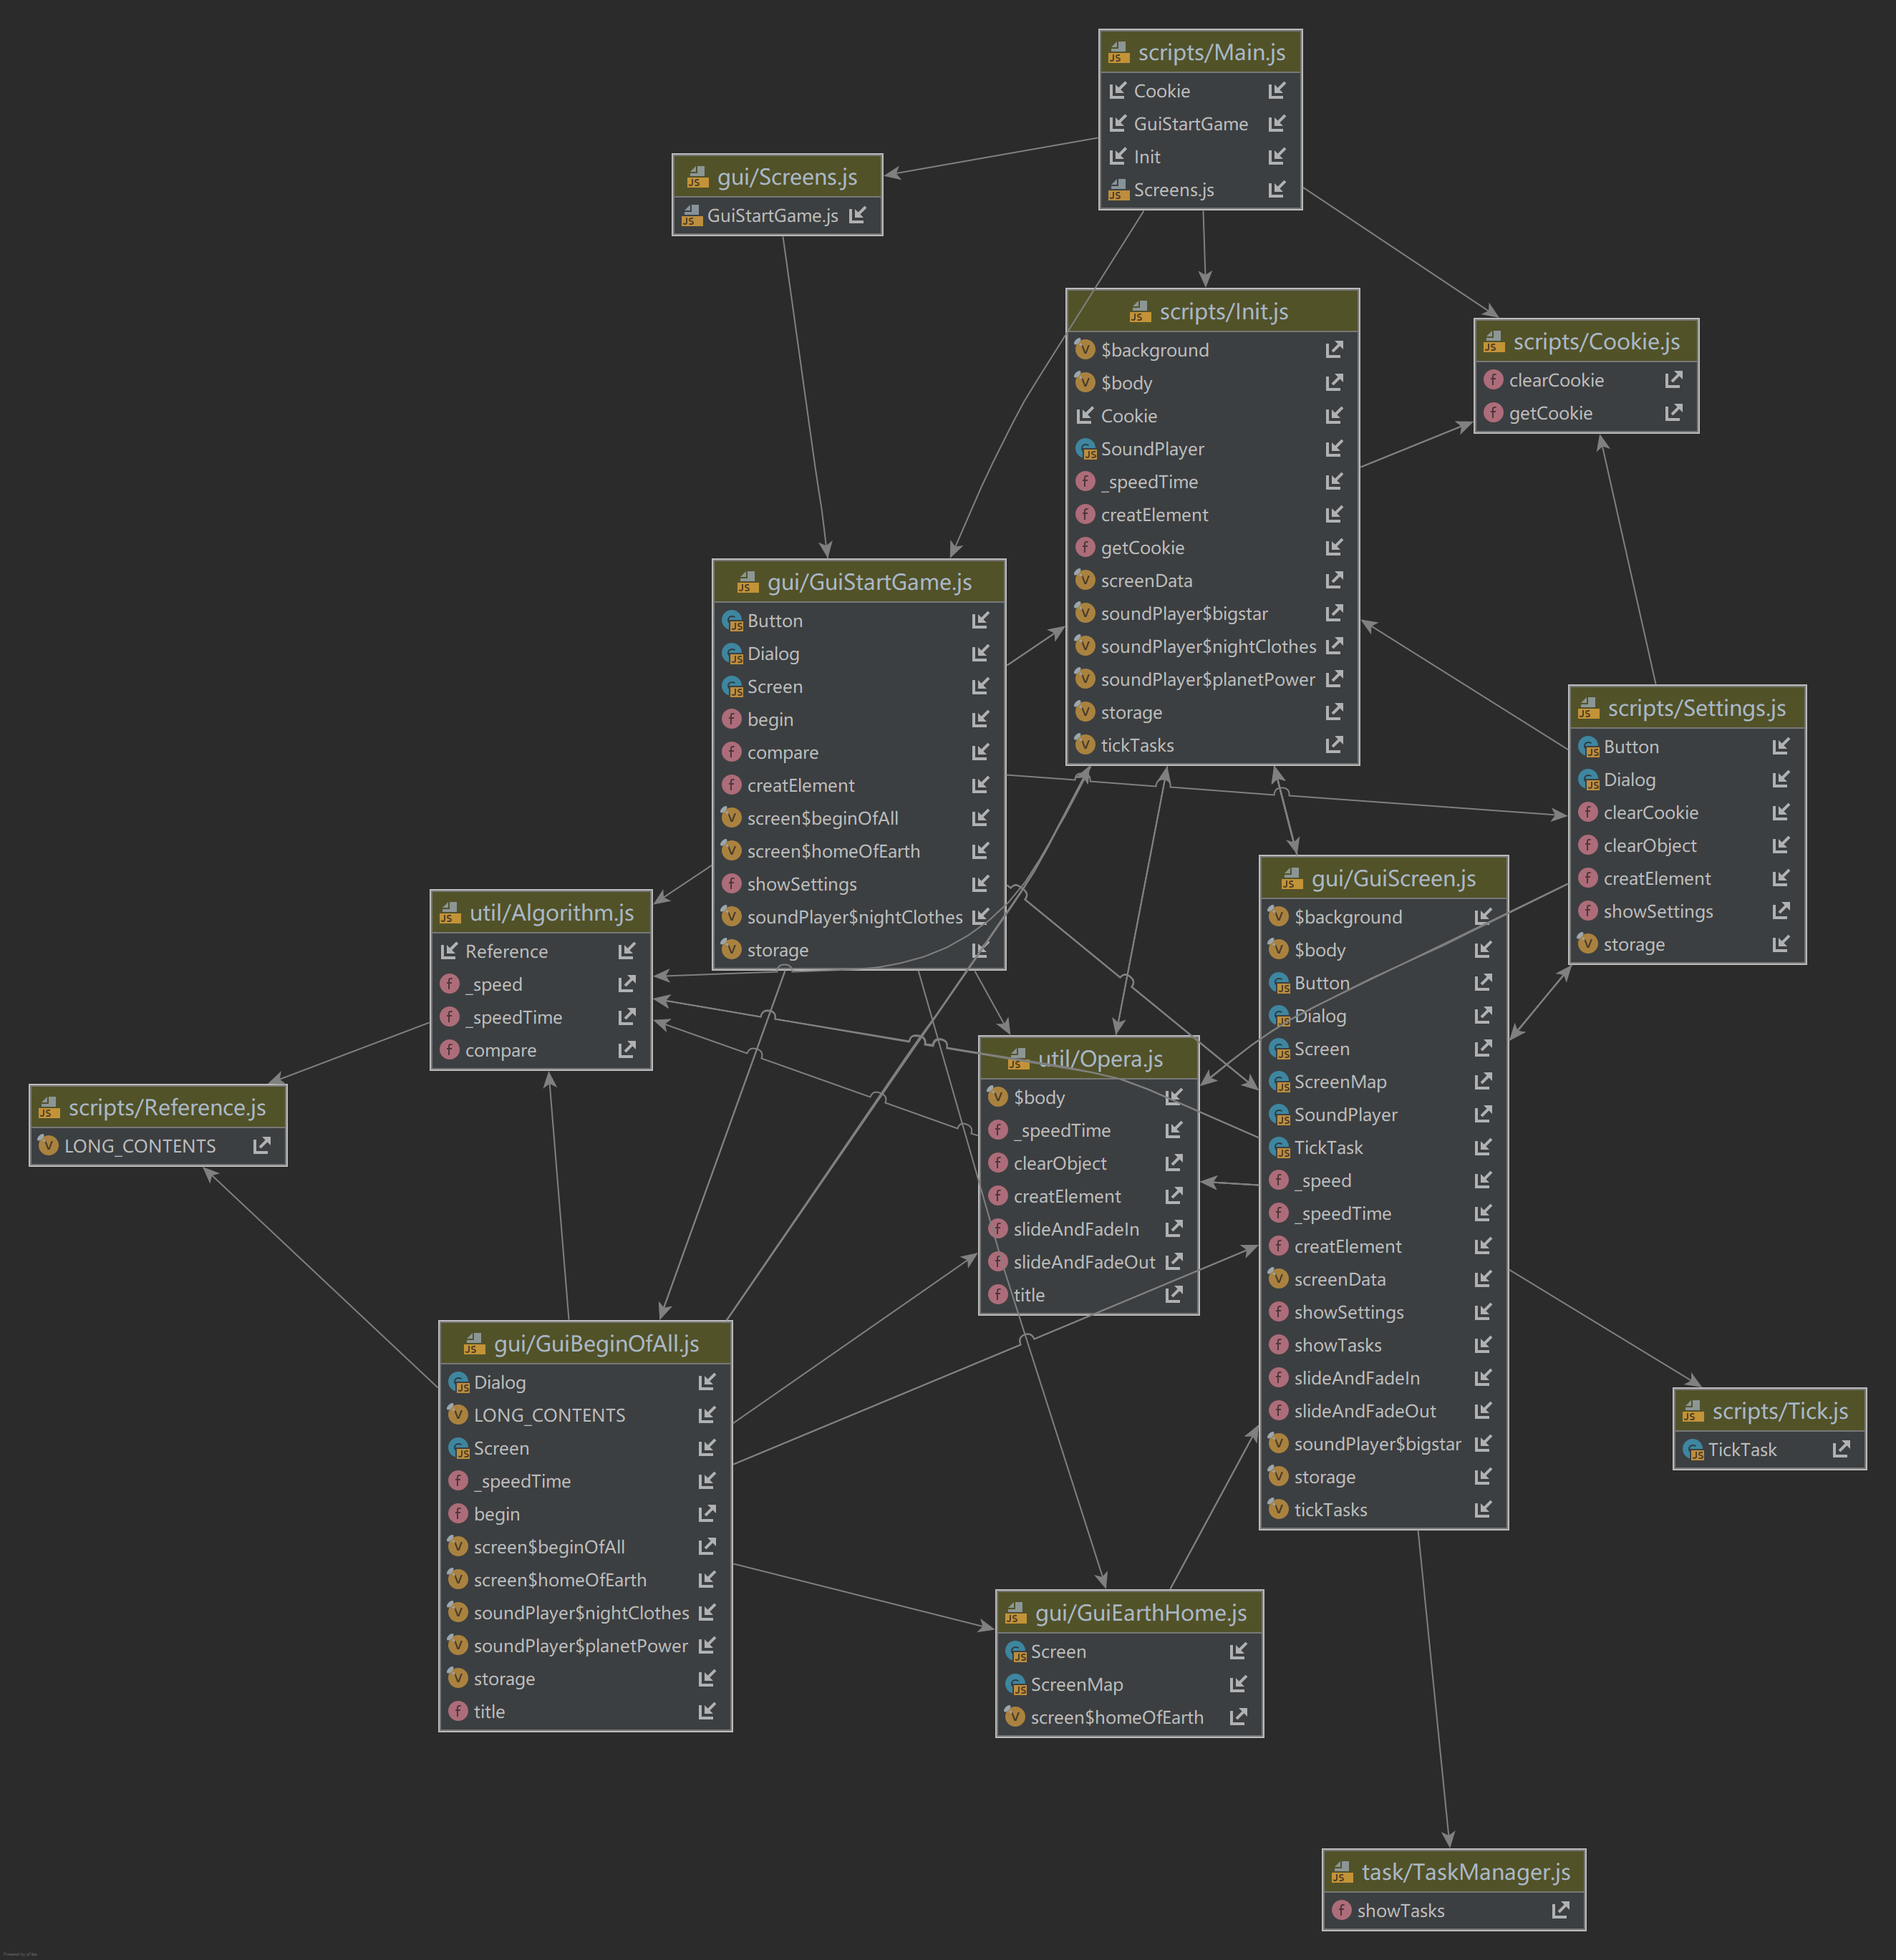 scripts/Main.js
Cookie
GuiStartGame
Init
Screens.js
gui/Screens.js
GuiStartGame.js
scripts/Init.js
$background
$body
Cookie
SoundPlayer
_speedTime
creatElement
getCookie
screenData
soundPlayer$bigstar
soundPlayer$nightClothes
soundPlayer$planetPower
storage
tickTasks
scripts/Cookie.js
clearCookie
getCookie
gui/GuiStartGame.js
Button
Dialog
Screen
begin
compare
creatElement
screen$beginOfAll
screen$homeOfEarth
showSettings
soundPlayer$nightClothes
storage
scripts/Settings.js
Button
Dialog
clearCookie
clearObject
creatElement
showSettings
storage
util/Algorithm.js
Reference
_speed
_speedTime
compare
gui/GuiScreen.js
$background
$body
Button
Dialog
Screen
ScreenMap
SoundPlayer
TickTask
_speed
_speedTime
creatElement
screenData
showSettings
showTasks
slideAndFadeIn
slideAndFadeOut
soundPlayer$bigstar
storage
tickTasks
util/Opera.js
$body
_speedTime
clearObject
creatElement
slideAndFadeIn
slideAndFadeOut
title
scripts/Reference.js
LONG_CONTENTS
gui/GuiBeginOfAll.js
Dialog
LONG_CONTENTS
Screen
_speedTime
begin
screen$beginOfAll
screen$homeOfEarth
soundPlayer$nightClothes
soundPlayer$planetPower
storage
title
scripts/Tick.js
TickTask
gui/GuiEarthHome.js
Screen
ScreenMap
screen$homeOfEarth
task/TaskManager.js
showTasks
Powered by yFiles